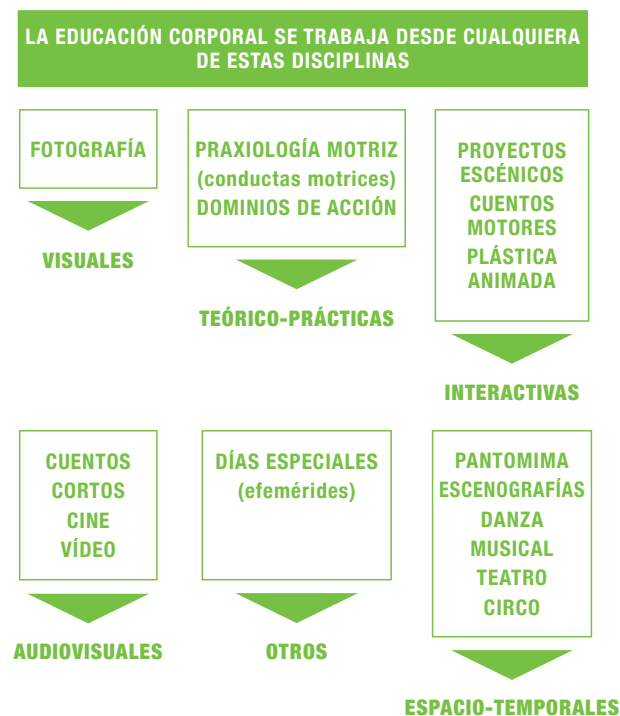 LA EDUCACIÓN CORPORAL SE TRABAJA DESDE CUALQUIERA
DE ESTAS DISCIPLINAS
FOTOGRAFÍA
VISUALES
PRAXIOLOGÍA MOTRIZ
(conductas motrices)
DOMINIOS DE ACCIÓN
TEÓRICO-PRÁCTICAS
PROYECTOS
ESCÉNICOS
CUENTOS
MOTORES
PLÁSTICA
ANIMADA
INTERACTIVAS
CUENTOS
CORTOS
CINE
VÍDEO
AUDIOVISUALES
DÍAS ESPECIALES
(efemérides)
OTROS
PANTOMIMA
ESCENOGRAFÍAS
DANZA
MUSICAL
TEATRO
CIRCO
ESPACIO-TEMPORALES